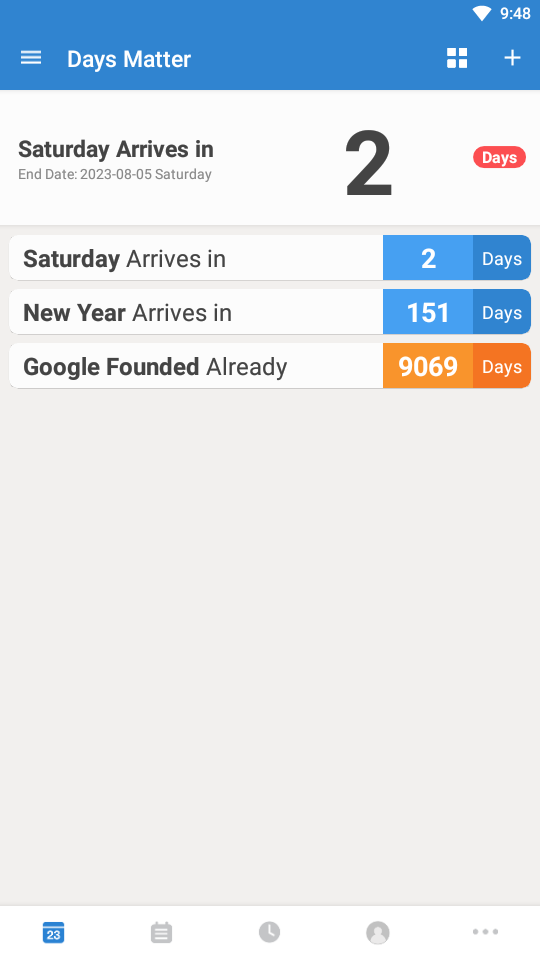 9:48
Days Matter
Saturday Arrives in
2
Days
End Date: 2023-08-05 Saturday
Saturday Arrives in 2 Days
New Year Arrives in 151 Days
Google Founded Already 9069 Days
23